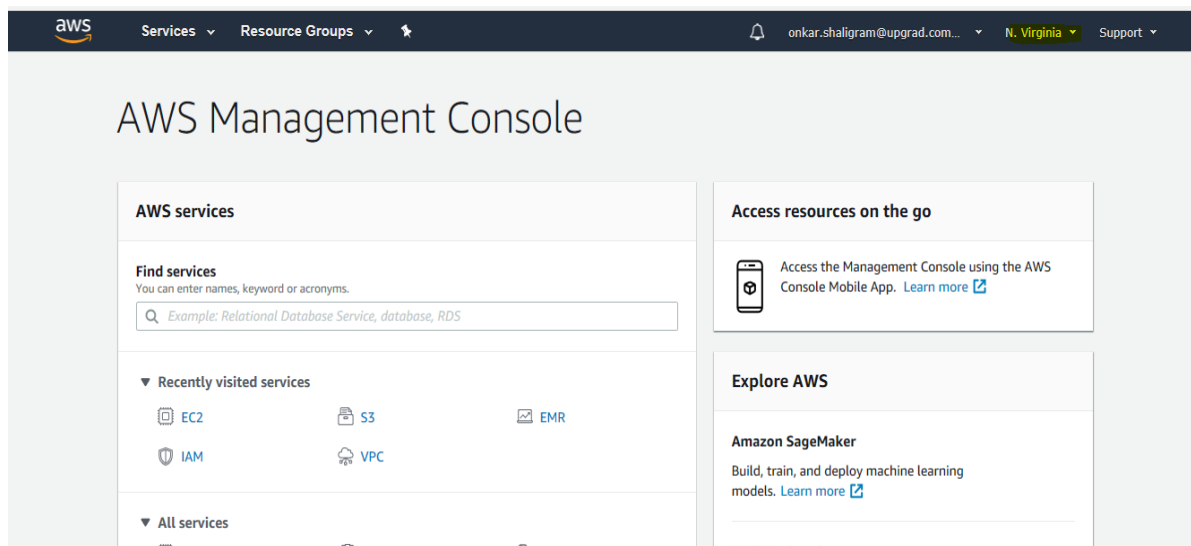 aws
Services Resource Groups onkar.shaligram@upgrad.com... N. Virginia Support
AWS Management Console
AWS services
Find services
You can enter names, keyword or acronyms.
Example: Relational Database Service, database, RDS
Recently visited services
EC2 S3 EMR
IAM VPC
All services
Access resources on the go
Access the Management Console using the AWS
Console Mobile App. Learn more
Explore AWS
Amazon SageMaker
Build, train, and deploy machine learning
models. Learn more